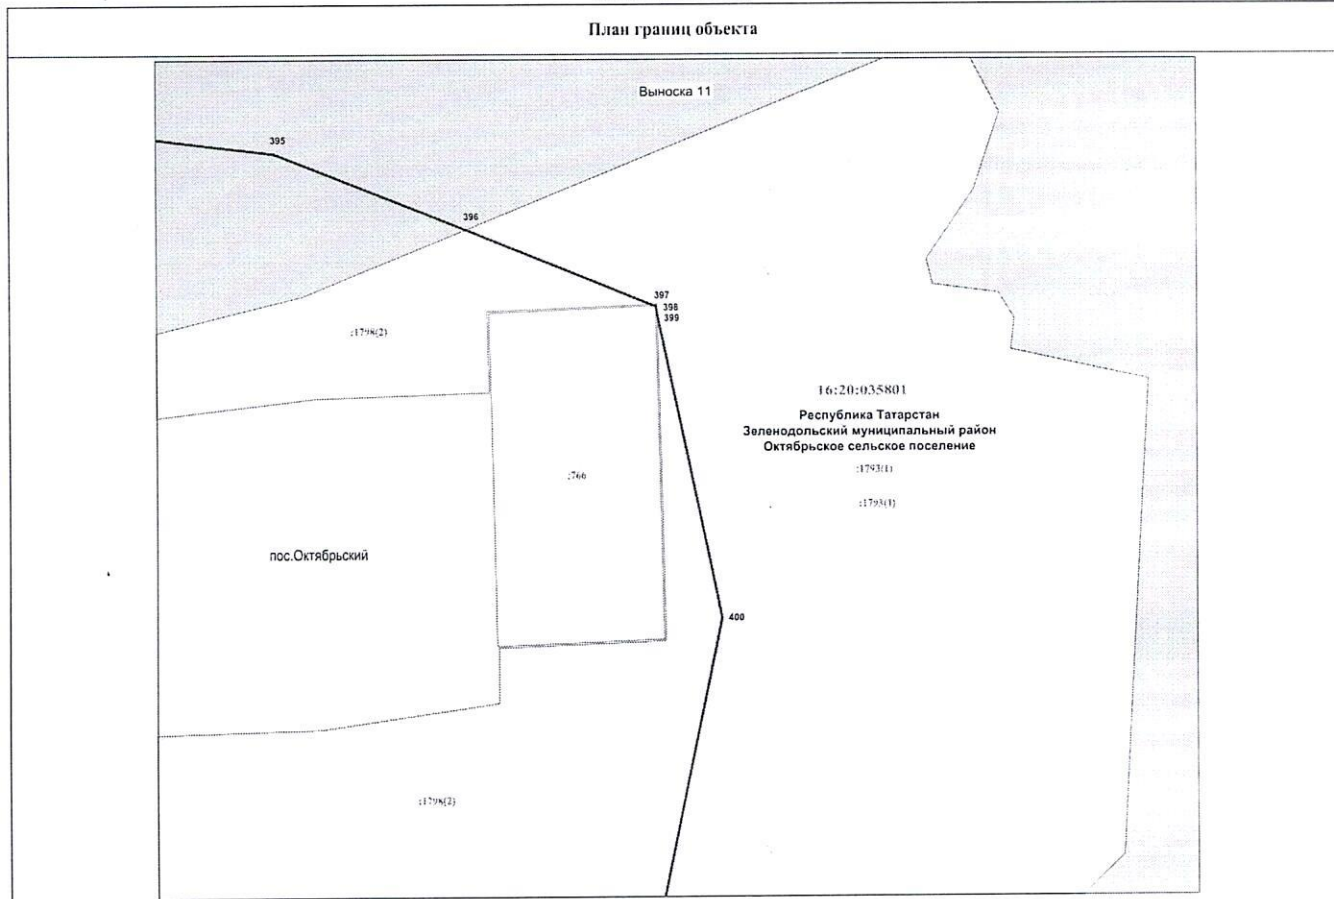 План границ объекта
Выноска 11
395
396
397
398
399
:1798(2)
16:20:035801
Республика Татарстан
Зеленодольский муниципальный район
Октябрьское сельское поселение
:1793(1)
:766
:1793(1)
пос.Октябрьский
400
:1798(2)